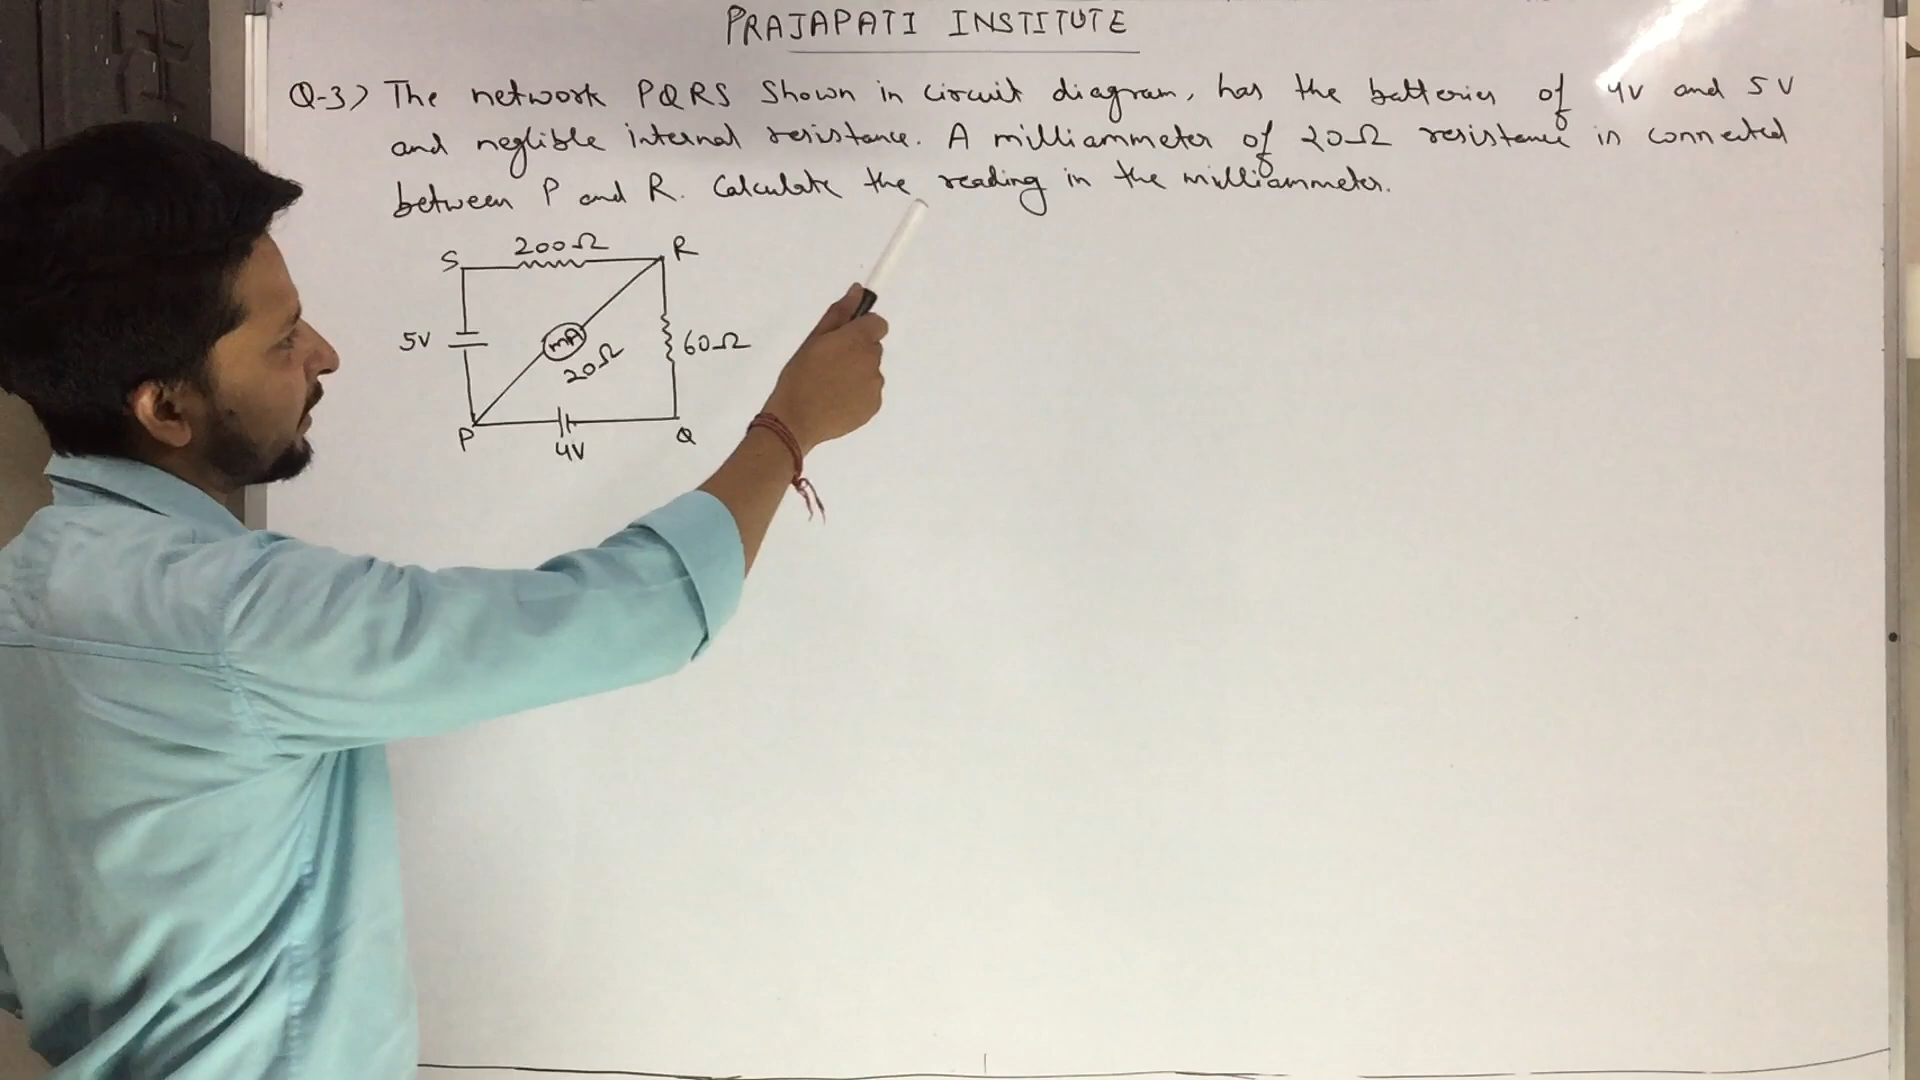 PRAJAPATI INSTITUTE
Q-3) The network PQRS Shown in circuit diagram, has the batteries of 4V and 5V
and neglible internal resistance. A milliammeter of 20Ω resistance is connected
between P and R. Calculate the reading in the milliammeter.
S 200Ω R
5V mA 20Ω 60Ω
P 4V Q